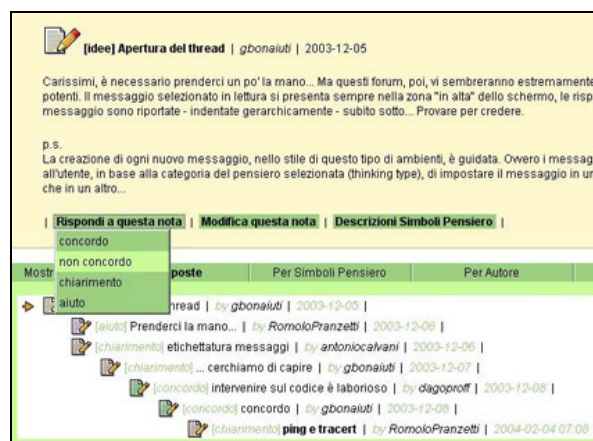 [idee] Apertura del thread | gbonaiuti | 2003-12-05
Carissimi, è necessario prenderci un po' la mano... Ma questi forum, poi, vi sembreranno estremamente
potenti. Il messaggio selezionato in lettura si presenta sempre nella zona "in alta" dello schermo, le risp
messaggio sono riportate - indentate gerarchicamente - subito sotto... Provare per credere.
p.s.
La creazione di ogni nuovo messaggio, nello stile di questo tipo di ambienti, è guidata. Ovvero i messag
all'utente, in base alla categoria del pensiero selezionata (thinking type), di impostare il messaggio in un
che in un altro...
| Rispondi a questa nota | Modifica questa nota | Descrizioni Simboli Pensiero |
concordo
non concordo
chiarimento
aiuto
Mostr poste Per Simboli Pensiero Per Autore
hread | by gbonaiuti | 2003-12-05 |
[aiuto] Prenderci la mano... | by RomoloPranzetti | 2003-12-06 |
[chiarimento] etichettatura messaggi | by antoniocalvani | 2003-12-06 |
[chiarimento] ... cerchiamo di capire | by gbonaiuti | 2003-12-07 |
[concordo] intervenire sul codice è laborioso | by dagoproff | 2003-12-08 |
[concordo] concordo | by gbonaiuti | 2003-12-08 |
[chiarimento] ping e tracert | by RomoloPranzetti | 2004-02-04 07:08